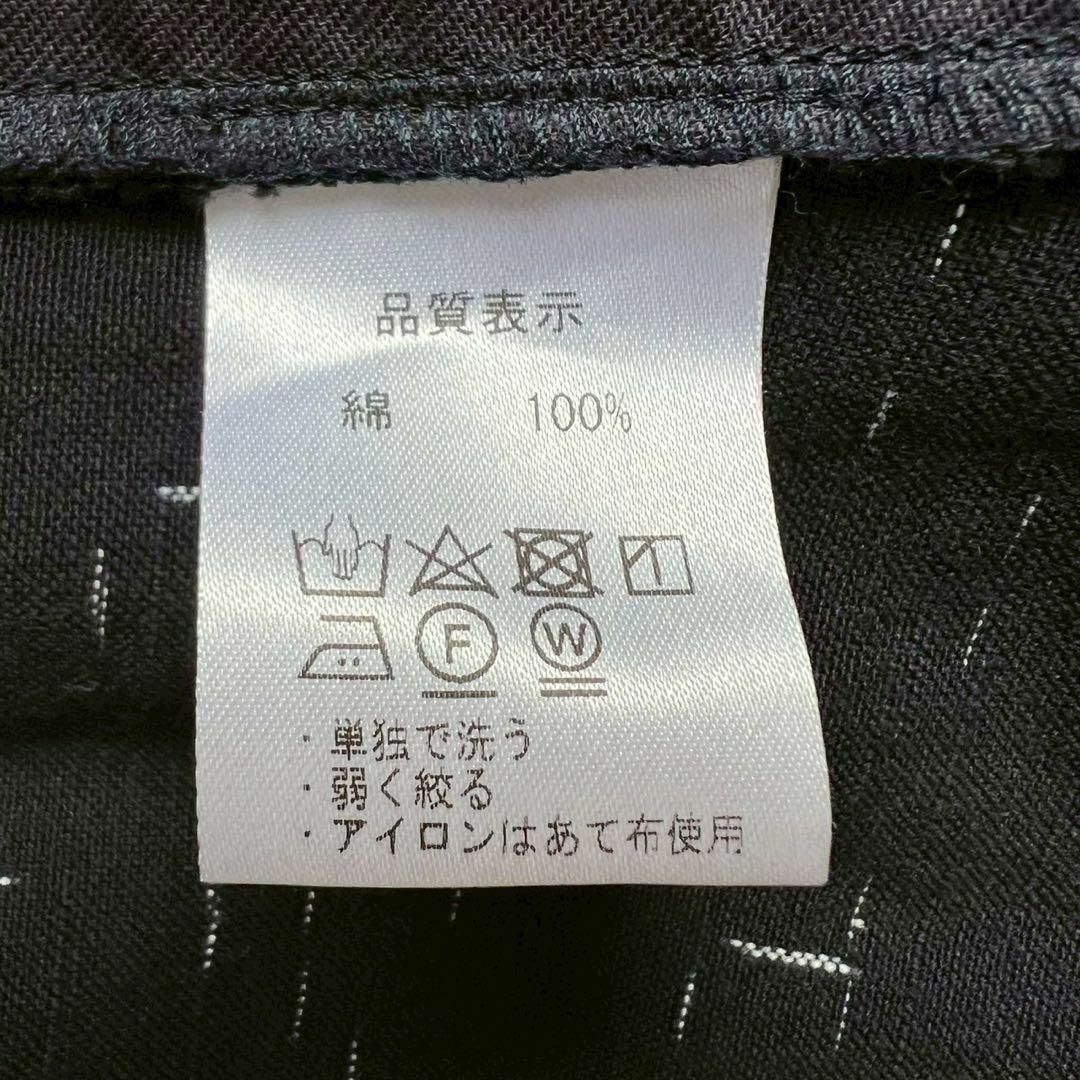 品質表示
綿 100%
F W
・単独で洗う
・弱く絞る
・アイロンはあて布使用